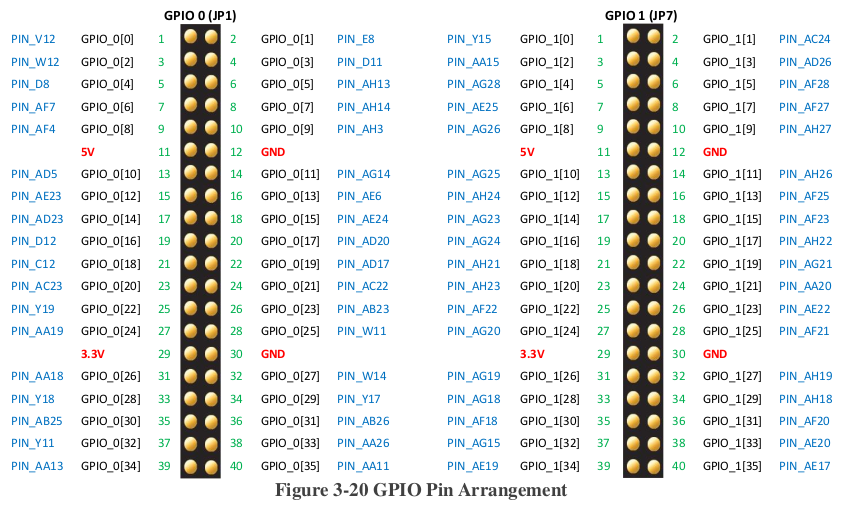 GPIO 0 (JP1) GPIO 1 (JP7)
PIN_V12 GPIO_0[0] 1 2 GPIO_0[1] PIN_E8 PIN_Y15 GPIO_1[0] 1 2 GPIO_1[1] PIN_AC24
PIN_W12 GPIO_0[2] 3 4 GPIO_0[3] PIN_D11 PIN_AA15 GPIO_1[2] 3 4 GPIO_1[3] PIN_AD26
PIN_D8 GPIO_0[4] 5 6 GPIO_0[5] PIN_AH13 PIN_AG28 GPIO_1[4] 5 6 GPIO_1[5] PIN_AF28
PIN_AF7 GPIO_0[6] 7 8 GPIO_0[7] PIN_AH14 PIN_AE25 GPIO_1[6] 7 8 GPIO_1[7] PIN_AF27
PIN_AF4 GPIO_0[8] 9 10 GPIO_0[9] PIN_AH3 PIN_AG26 GPIO_1[8] 9 10 GPIO_1[9] PIN_AH27
5V 11 12 GND 5V 11 12 GND
PIN_AD5 GPIO_0[10] 13 14 GPIO_0[11] PIN_AG14 PIN_AG25 GPIO_1[10] 13 14 GPIO_1[11] PIN_AH26
PIN_AE23 GPIO_0[12] 15 16 GPIO_0[13] PIN_AE6 PIN_AH24 GPIO_1[12] 15 16 GPIO_1[13] PIN_AF25
PIN_AD23 GPIO_0[14] 17 18 GPIO_0[15] PIN_AE24 PIN_AG23 GPIO_1[14] 17 18 GPIO_1[15] PIN_AF23
PIN_D12 GPIO_0[16] 19 20 GPIO_0[17] PIN_AD20 PIN_AG24 GPIO_1[16] 19 20 GPIO_1[17] PIN_AH22
PIN_C12 GPIO_0[18] 21 22 GPIO_0[19] PIN_AD17 PIN_AH21 GPIO_1[18] 21 22 GPIO_1[19] PIN_AG21
PIN_AC23 GPIO_0[20] 23 24 GPIO_0[21] PIN_AC22 PIN_AH23 GPIO_1[20] 23 24 GPIO_1[21] PIN_AA20
PIN_Y19 GPIO_0[22] 25 26 GPIO_0[23] PIN_AB23 PIN_AF22 GPIO_1[22] 25 26 GPIO_1[23] PIN_AE22
PIN_AA19 GPIO_0[24] 27 28 GPIO_0[25] PIN_W11 PIN_AG20 GPIO_1[24] 27 28 GPIO_1[25] PIN_AF21
3.3V 29 30 GND 3.3V 29 30 GND
PIN_AA18 GPIO_0[26] 31 32 GPIO_0[27] PIN_W14 PIN_AG19 GPIO_1[26] 31 32 GPIO_1[27] PIN_AH19
PIN_Y18 GPIO_0[28] 33 34 GPIO_0[29] PIN_Y17 PIN_AG18 GPIO_1[28] 33 34 GPIO_1[29] PIN_AH18
PIN_AB25 GPIO_0[30] 35 36 GPIO_0[31] PIN_AB26 PIN_AF18 GPIO_1[30] 35 36 GPIO_1[31] PIN_AF20
PIN_Y11 GPIO_0[32] 37 38 GPIO_0[33] PIN_AA26 PIN_AG15 GPIO_1[32] 37 38 GPIO_1[33] PIN_AE20
PIN_AA13 GPIO_0[34] 39 40 GPIO_0[35] PIN_AA11 PIN_AE19 GPIO_1[34] 39 40 GPIO_1[35] PIN_AE17
Figure 3-20 GPIO Pin Arrangement